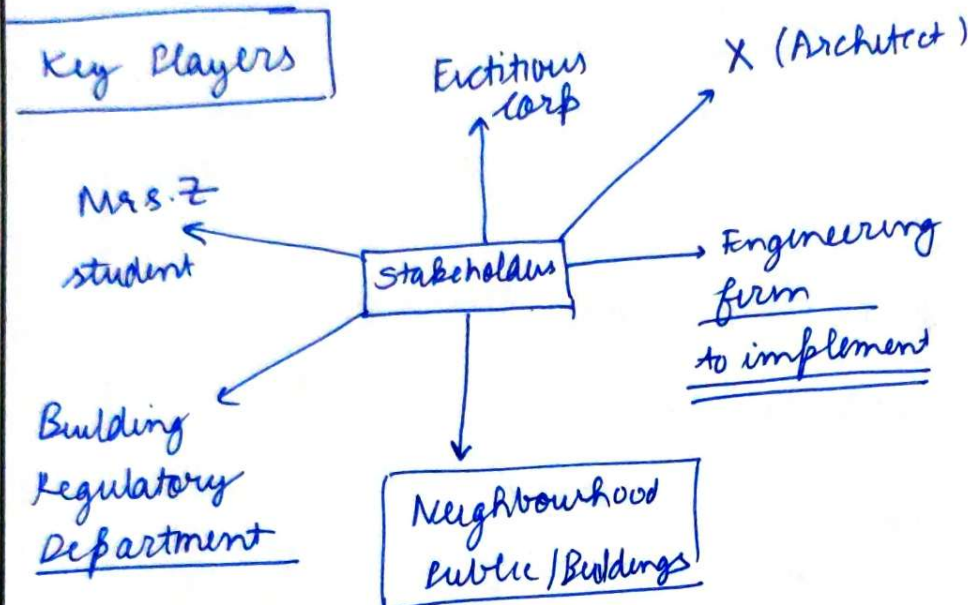 Key Players
Fictitious
Corp
X (Architect)
Mrs. Z
student
Stakeholders
Engineering
firm
to implement
Building
Regulatory
Department
Neighbourhood
Public / Buildings